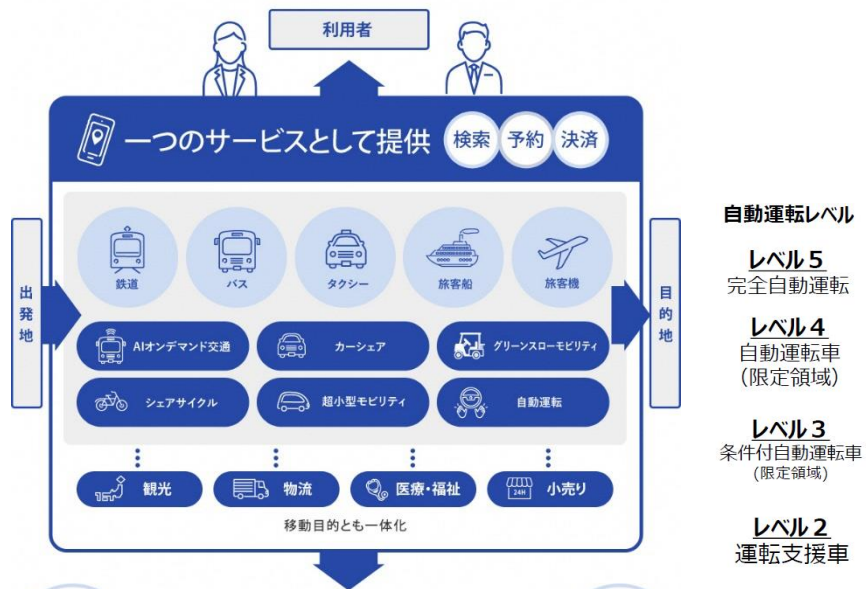 利用者
一つのサービスとして提供
検索
予約
決済
出発地
鉄道
バス
タクシー
旅客船
旅客機
目的地
AIオンデマンド交通
カーシェア
グリーンスローモビリティ
シェアサイクル
超小型モビリティ
自動運転
観光
物流
医療・福祉
24H
小売り
移動目的とも一体化
自動運転レベル
レベル5
完全自動運転
レベル4
自動運転車
(限定領域)
レベル3
条件付自動運転車
(限定領域)
レベル2
運転支援車